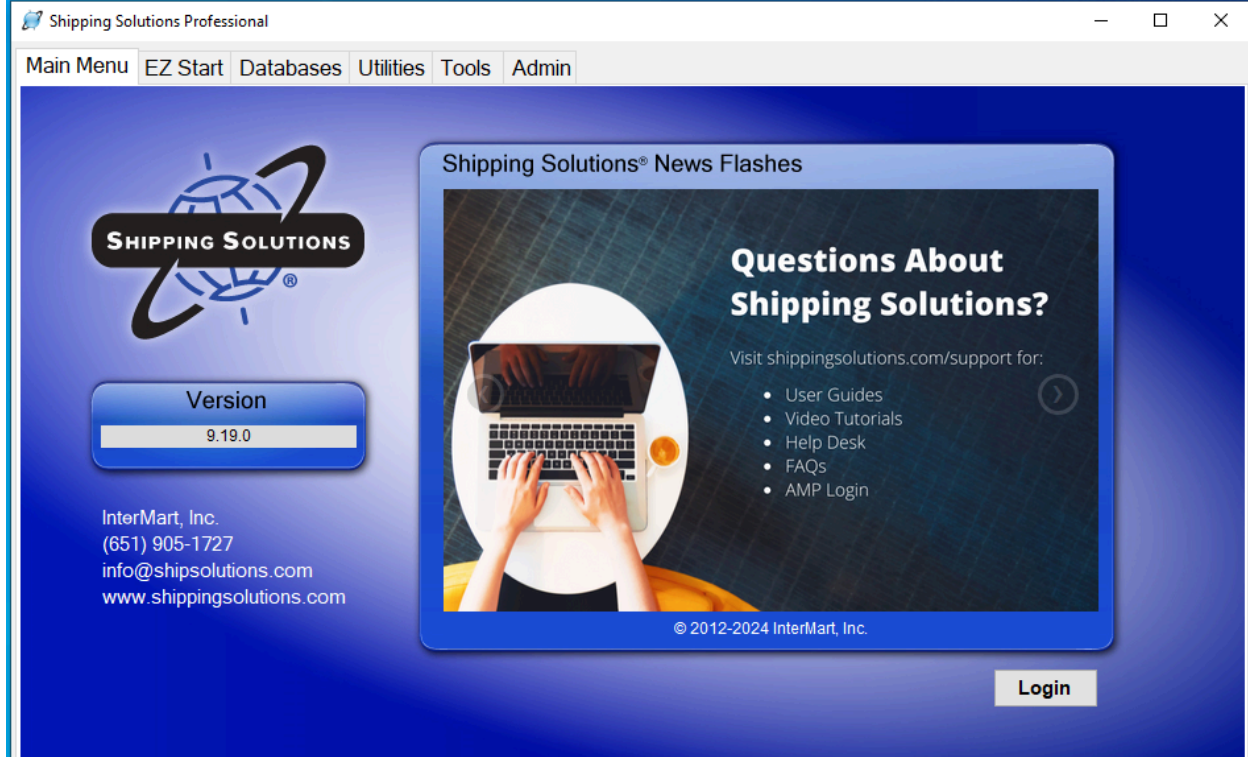 Shipping Solutions Professional
Main Menu EZ Start Databases Utilities Tools Admin
SHIPPING SOLUTIONS
®
Version
9.19.0
InterMart, Inc.
(651) 905-1727
info@shipsolutions.com
www.shippingsolutions.com
Shipping Solutions® News Flashes
Questions About
Shipping Solutions?
Visit shippingsolutions.com/support for:
• User Guides
• Video Tutorials
• Help Desk
• FAQs
• AMP Login
© 2012-2024 InterMart, Inc.
Login